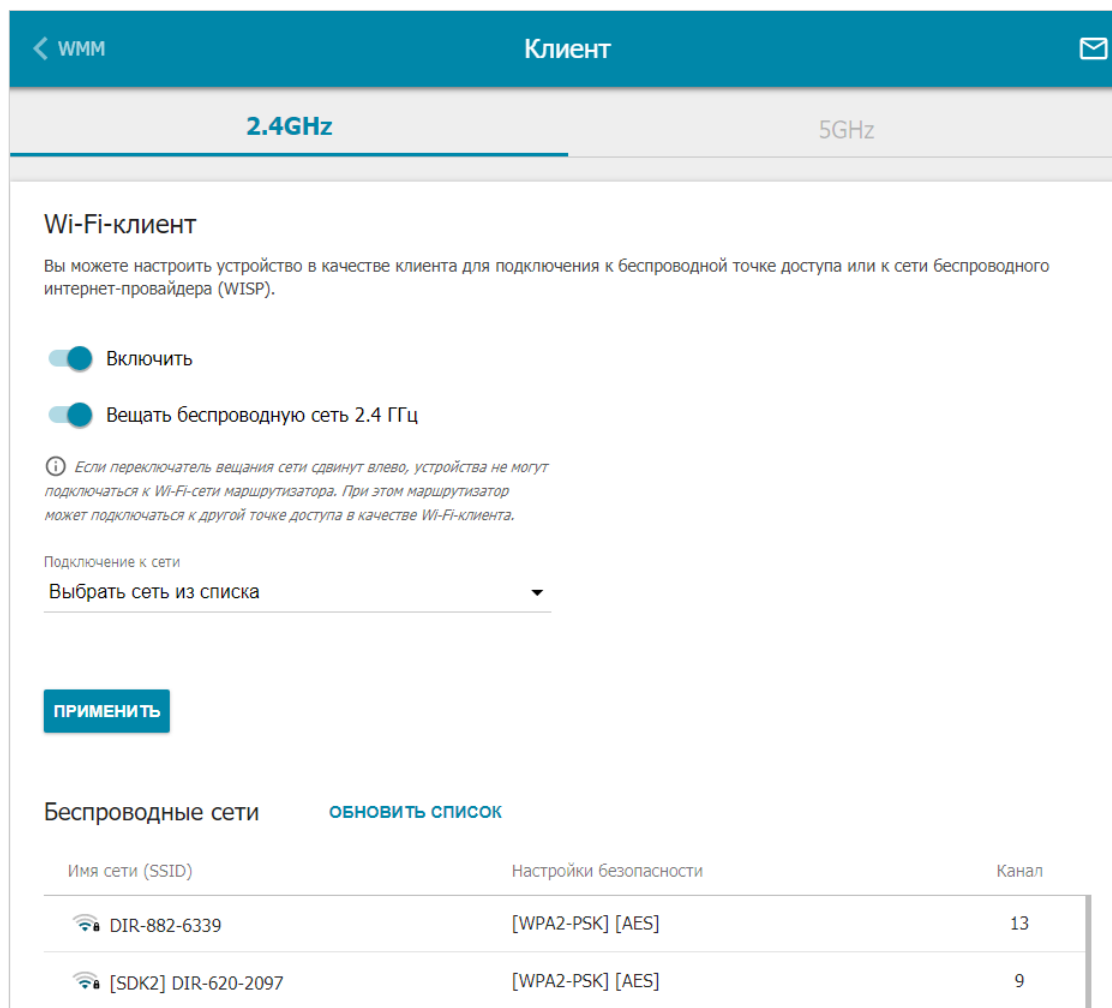 WMM
Клиент
2.4GHz
5GHz
Wi-Fi-клиент
Вы можете настроить устройство в качестве клиента для подключения к беспроводной точке доступа или к сети беспроводного
интернет-провайдера (WISP).
Включить
Вещать беспроводную сеть 2.4 ГГц
Если переключатель вещания сети сдвинут влево, устройства не могут
подключаться к Wi-Fi-сети маршрутизатора. При этом маршрутизатор
может подключаться к другой точке доступа в качестве Wi-Fi-клиента.
Подключение к сети
Выбрать сеть из списка
ПРИМЕНИТЬ
Беспроводные сети ОБНОВИТЬ СПИСОК
Имя сети (SSID) Настройки безопасности Канал
DIR-882-6339 [WPA2-PSK] [AES] 13
[SDK2] DIR-620-2097 [WPA2-PSK] [AES] 9